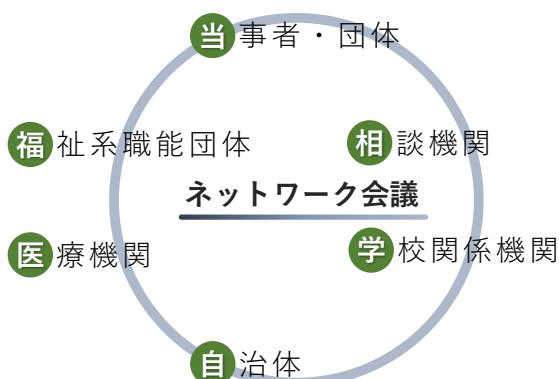 当事者・団体
福祉系職能団体
相談機関
ネットワーク会議
医療機関
学校関係機関
自治体